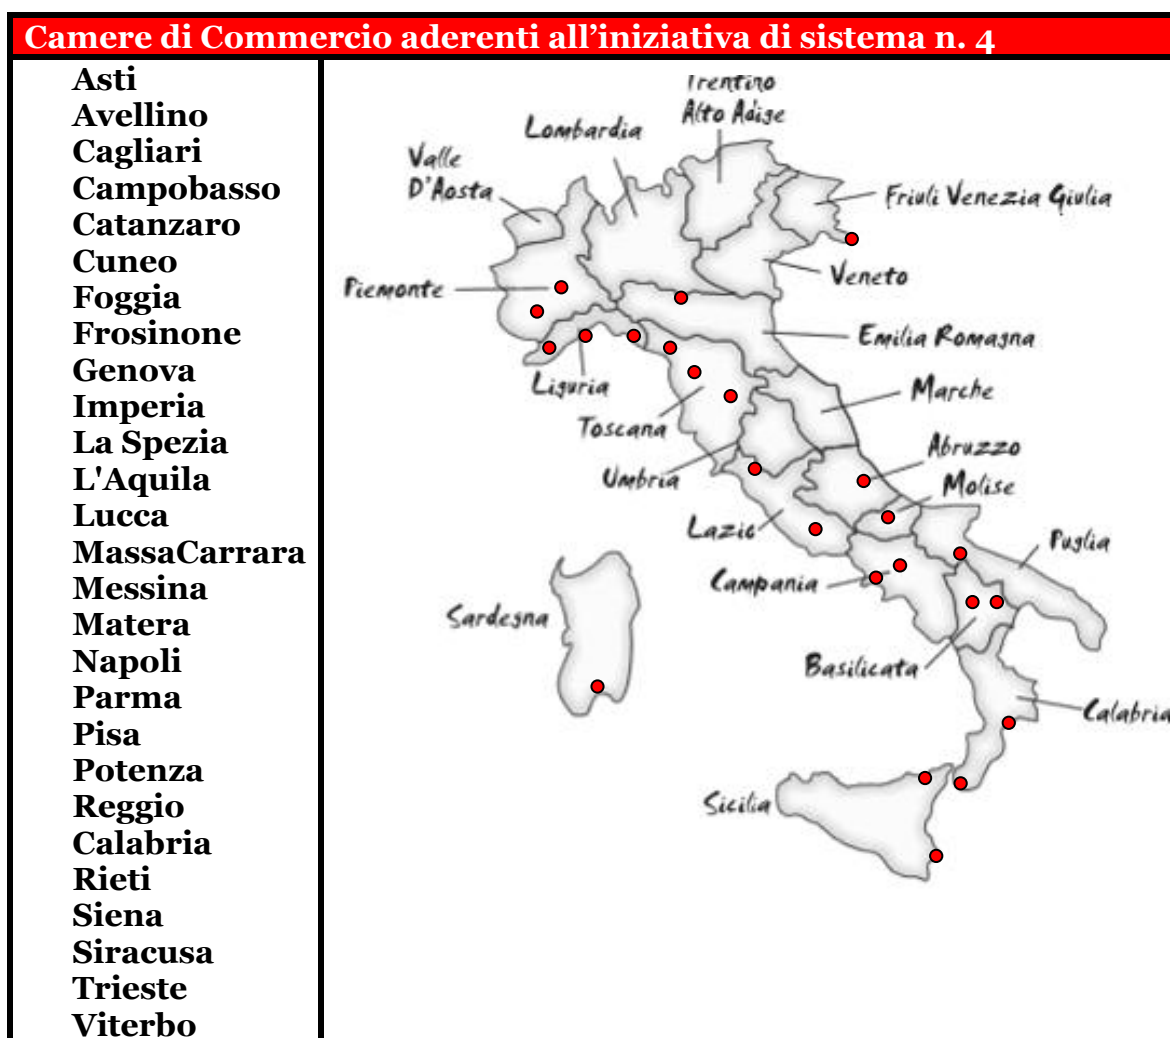 Camere di Commercio aderenti all’iniziativa di sistema n. 4
Asti
Avellino
Cagliari
Campobasso
Catanzaro
Cuneo
Foggia
Frosinone
Genova
Imperia
La Spezia
L'Aquila
Lucca
MassaCarrara
Messina
Matera
Napoli
Parma
Pisa
Potenza
Reggio
Calabria
Rieti
Siena
Siracusa
Trieste
Viterbo
Trentino
Alto Adige
Lombardia
Valle
D'Aosta
Friuli Venezia Giulia
Veneto
Piemonte
Emilia Romagna
Liguria
Marche
Toscana
Abruzzo
Umbria
Molise
Lazio
Puglia
Campania
Sardegna
Basilicata
Calabria
Sicilia